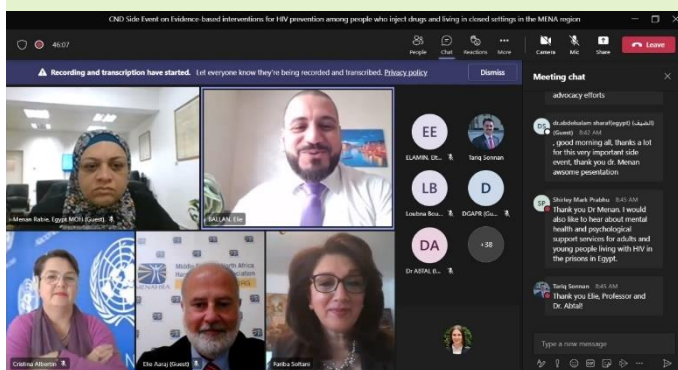 CND Side Event on Evidence-based interventions for HIV prevention among people who inject drugs and living in closed settings in the MENA region
46:07
People
Chat
Reactions
More
Camera
Mic
Share
Leave
Recording and transcription have started. Let everyone know they're being recorded and transcribed. Privacy policy
Dismiss
Meeting chat
advocacy efforts
DS
dr.abdelsalam sharaf(egypt) (الضيف)
(Guest) 8:42 AM
, good morning all, thanks a lot
for this very important side
event, thank you dr. Menan
awsome pesentation
SP
Shirley Mark Prabhu 8:45 AM
Thank you Dr Menan. I would
also like to hear about mental
health and psychological
support services for adults and
young people living with HIV in
the prisons in Egypt.
Tariq Sonnan 8:45 AM
Thank you Elie, Professor and
Dr. Abtal!
Type a new message
Menan Rabie, Egypt MOH (Guest)
BALLAN, Elie
EE
ELAMIN, Elt...
Tariq Sonnan
LB
Loubna Bou...
D
DGAPR (Gu...
DA
Dr ABTAL (I...
+38
Cristina Albertin
MENAHRA
Elie Aaraj (Guest)
Fariba Soltani